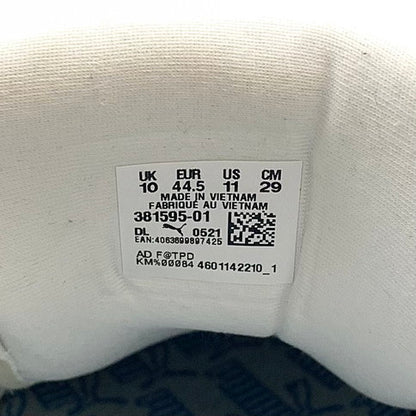 UK EUR US CM
10 44.5 11 29
MADE IN VIETNAM
FABRIQUÉ AU VIETNAM
381595-01
DL 0521
EAN: 4063699897425
AD F@TPD
KM%00084 4601142210_1